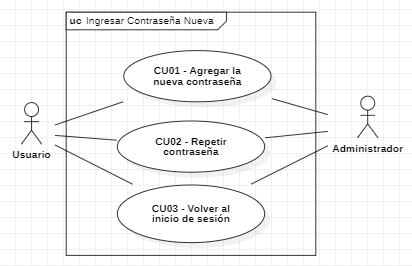 uc Ingresar Contraseña Nueva
CU01 - Agregar la
nueva contraseña
CU02 - Repetir
contraseña
CU03 - Volver al
inicio de sesión
Usuario
Administrador